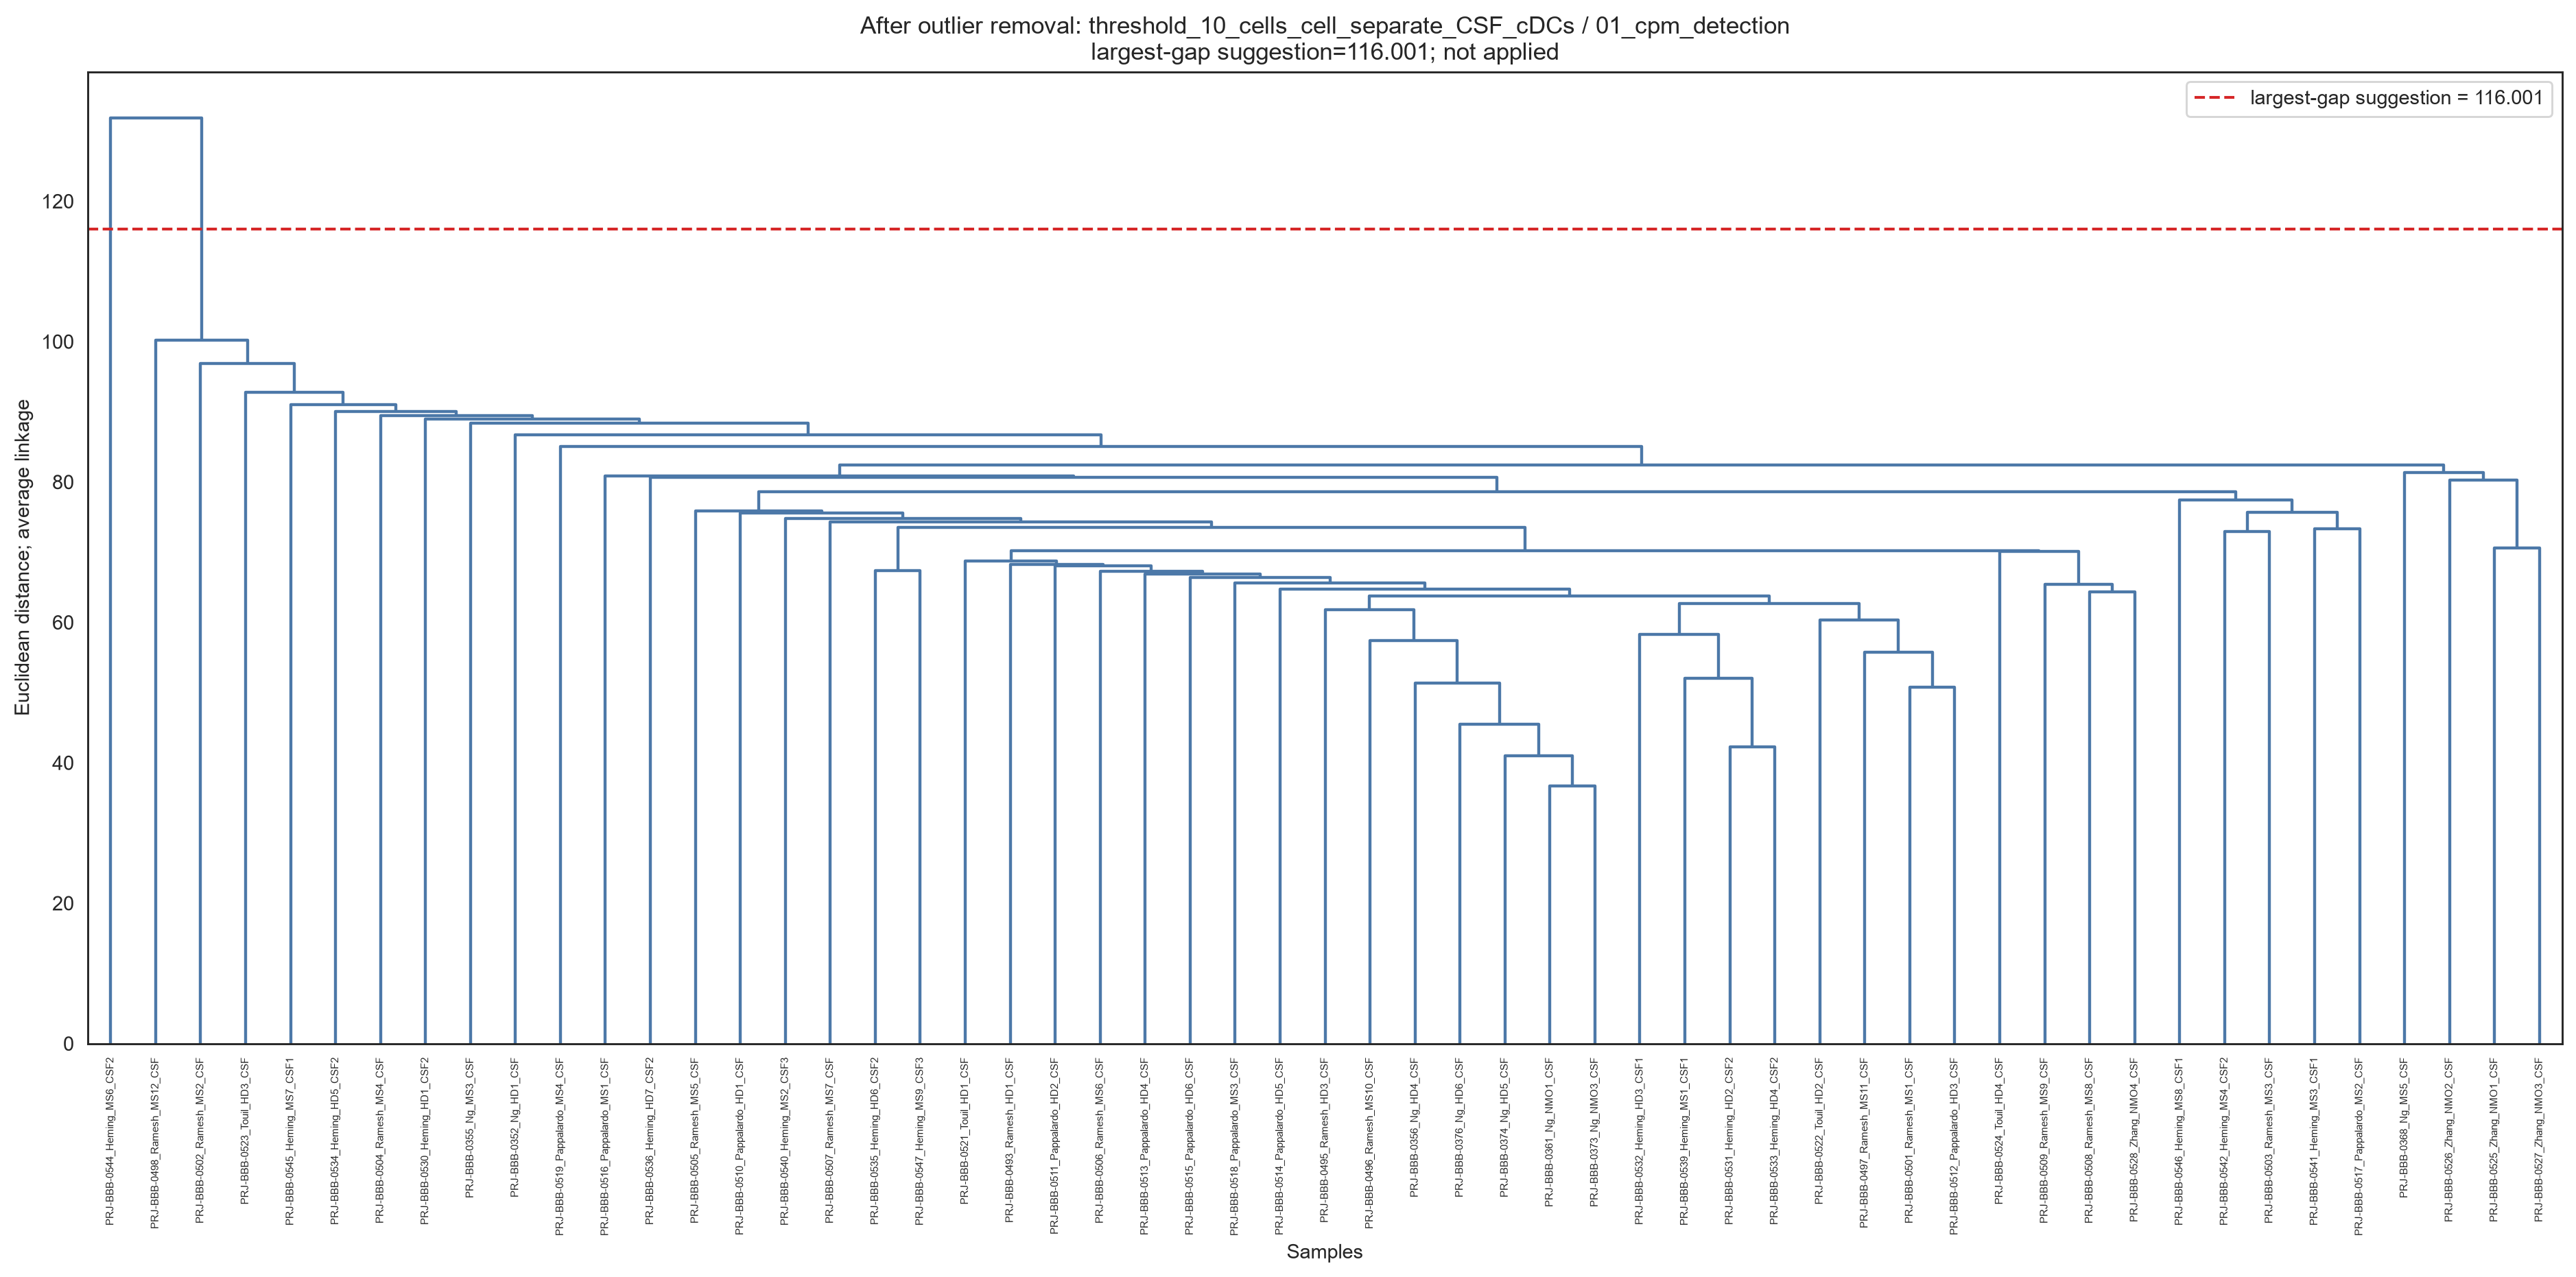 After outlier removal: threshold_10_cells_cell_separate_CSF_cDCs / 01_cpm_detection
largest-gap suggestion=116.001; not applied
largest-gap suggestion = 116.001
Euclidean distance; average linkage
120
100
80
60
40
20
0
PRJ-BBB-0544_Heming_MS6_CSF2
PRJ-BBB-0498_Ramesh_MS12_CSF
PRJ-BBB-0502_Ramesh_MS2_CSF
PRJ-BBB-0523_Touil_HD3_CSF
PRJ-BBB-0545_Heming_MS7_CSF1
PRJ-BBB-0534_Heming_HD5_CSF2
PRJ-BBB-0504_Ramesh_MS4_CSF
PRJ-BBB-0530_Heming_HD1_CSF2
PRJ-BBB-0355_Ng_MS3_CSF
PRJ-BBB-0352_Ng_HD1_CSF
PRJ-BBB-0519_Pappalardo_MS4_CSF
PRJ-BBB-0516_Pappalardo_MS1_CSF
PRJ-BBB-0536_Heming_HD7_CSF2
PRJ-BBB-0505_Ramesh_MS5_CSF
PRJ-BBB-0510_Pappalardo_HD1_CSF
PRJ-BBB-0540_Heming_MS2_CSF3
PRJ-BBB-0507_Ramesh_MS7_CSF
PRJ-BBB-0535_Heming_HD6_CSF2
PRJ-BBB-0547_Heming_MS9_CSF3
PRJ-BBB-0521_Touil_HD1_CSF
PRJ-BBB-0493_Ramesh_HD1_CSF
PRJ-BBB-0511_Pappalardo_HD2_CSF
PRJ-BBB-0506_Ramesh_MS6_CSF
PRJ-BBB-0513_Pappalardo_HD4_CSF
PRJ-BBB-0515_Pappalardo_HD6_CSF
PRJ-BBB-0518_Pappalardo_MS3_CSF
PRJ-BBB-0514_Pappalardo_HD5_CSF
PRJ-BBB-0495_Ramesh_HD3_CSF
PRJ-BBB-0496_Ramesh_MS10_CSF
PRJ-BBB-0356_Ng_HD4_CSF
PRJ-BBB-0376_Ng_HD6_CSF
PRJ-BBB-0374_Ng_HD5_CSF
PRJ-BBB-0361_Ng_NMO1_CSF
PRJ-BBB-0373_Ng_NMO3_CSF
PRJ-BBB-0532_Heming_HD3_CSF1
PRJ-BBB-0539_Heming_MS1_CSF1
PRJ-BBB-0531_Heming_HD2_CSF2
PRJ-BBB-0533_Heming_HD4_CSF2
PRJ-BBB-0522_Touil_HD2_CSF
PRJ-BBB-0497_Ramesh_MS11_CSF
PRJ-BBB-0501_Ramesh_MS1_CSF
PRJ-BBB-0512_Pappalardo_HD3_CSF
PRJ-BBB-0524_Touil_HD4_CSF
PRJ-BBB-0509_Ramesh_MS9_CSF
PRJ-BBB-0508_Ramesh_MS8_CSF
PRJ-BBB-0528_Zhang_NMO4_CSF
PRJ-BBB-0546_Heming_MS8_CSF1
PRJ-BBB-0542_Heming_MS4_CSF2
PRJ-BBB-0503_Ramesh_MS3_CSF
PRJ-BBB-0541_Heming_MS3_CSF1
PRJ-BBB-0517_Pappalardo_MS2_CSF
PRJ-BBB-0368_Ng_MS5_CSF
PRJ-BBB-0526_Zhang_NMO2_CSF
PRJ-BBB-0525_Zhang_NMO1_CSF
PRJ-BBB-0527_Zhang_NMO3_CSF
Samples